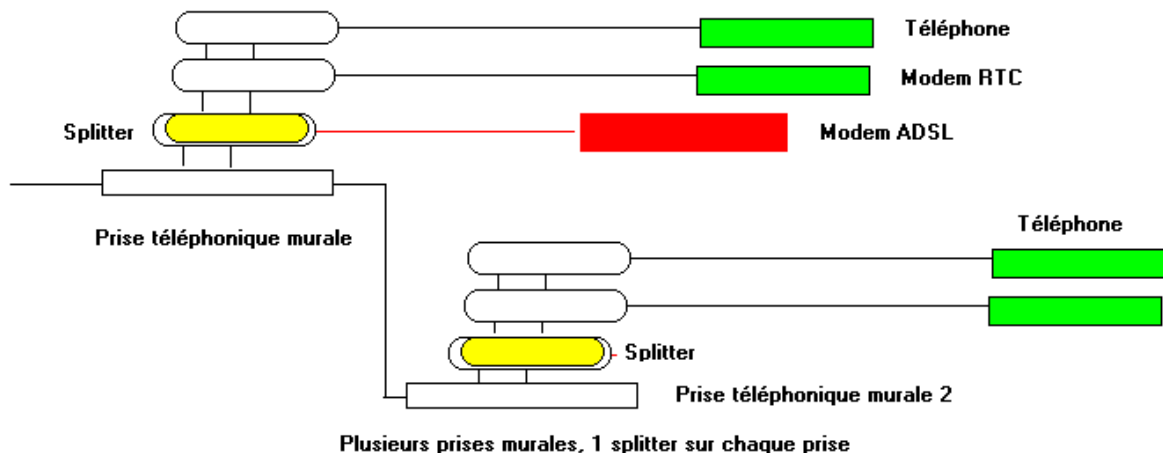 Téléphone
Modem RTC
Splitter
Modem ADSL
Prise téléphonique murale
Téléphone
Splitter
Prise téléphonique murale 2
Plusieurs prises murales, 1 splitter sur chaque prise